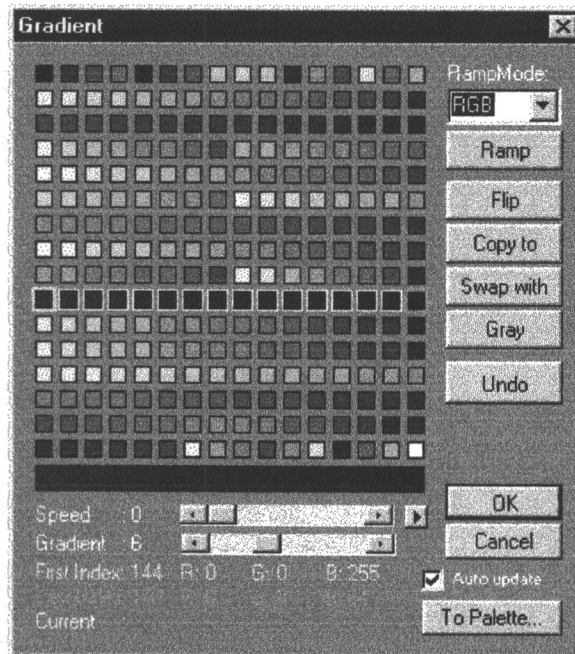 Gradient
RampMode:
RGB
Ramp
Flip
Copy to
Swap with
Gray
Undo
Speed 0
Gradient 6
First Index: 144 R: 0 G: 0 B: 255
Current
OK
Cancel
Auto update
To Palette...